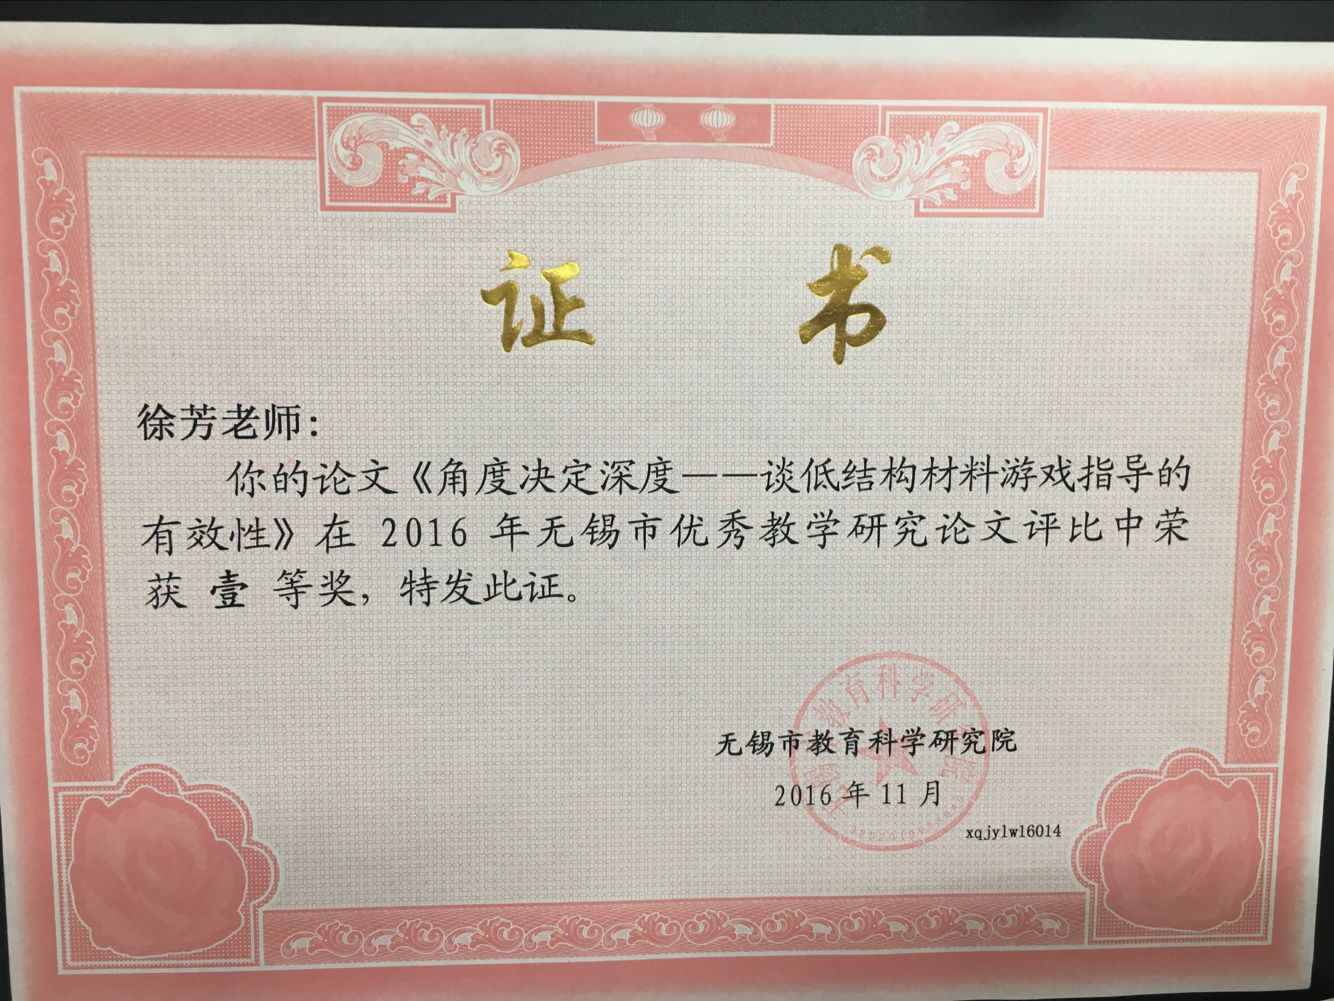 证 书
徐芳老师：
你的论文《角度决定深度——谈低结构材料游戏指导的
有效性》在 2016 年无锡市优秀教学研究论文评比中荣
获 壹 等奖，特发此证。
无锡市教育科学研究院
2016 年 11 月
xqjylw16014